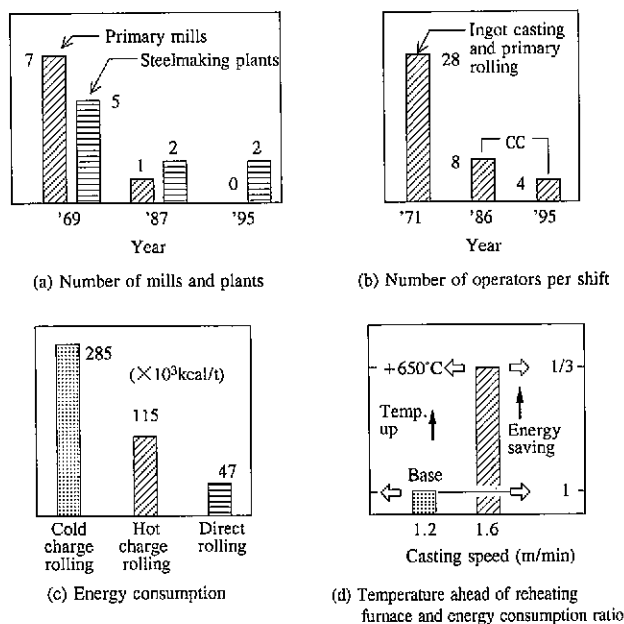 Primary mills
7
Steelmaking plants
5
1
2
0
2
'69
'87
'95
Year
(a) Number of mills and plants
Ingot casting
and primary
rolling
28
CC
8
4
'71
'86
'95
Year
(b) Number of operators per shift
285
(×10³kcal/t)
115
47
Cold
charge
rolling
Hot
charge
rolling
Direct
rolling
(c) Energy consumption
+650°C
1/3
Temp.
up
Energy
saving
Base
1
1.2
1.6
Casting speed (m/min)
(d) Temperature ahead of reheating
furnace and energy consumption ratio